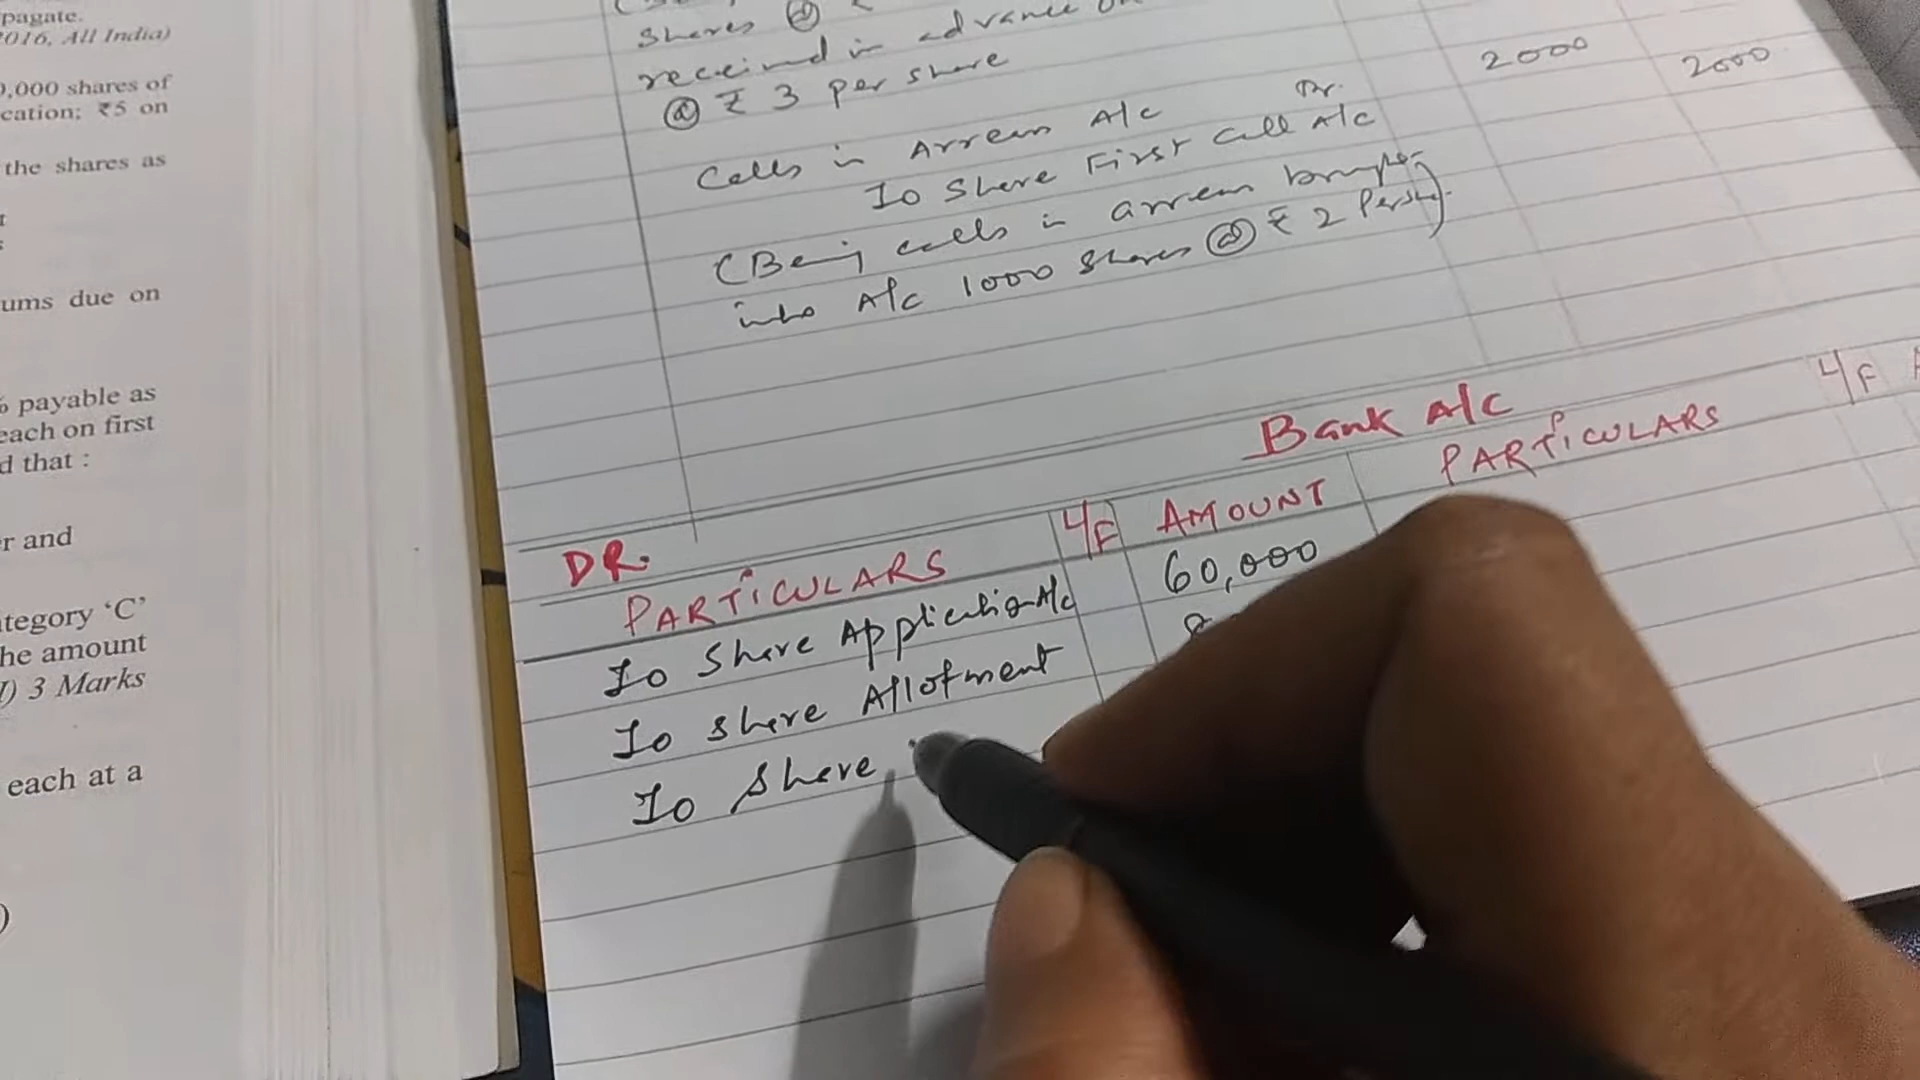 pagate.
2016, All India)
0,000 shares of
cation; ₹5 on
the shares as
ums due on
% payable as
each on first
d that :
r and
tegory ‘C’
he amount
I) 3 Marks
each at a
)
shares @ ₹
received in advance on
@ ₹ 3 per share
Calls in Arrears A/c Dr. 2000
To Share First Call A/c 2000
(Being calls in arrears brought
into A/c 1000 shares @ ₹ 2 Per share)
Bank A/c
DR.
PARTICULARS L/F AMOUNT PARTICULARS L/F
To Share Application A/c 60,000
To Share Allotment
To Share